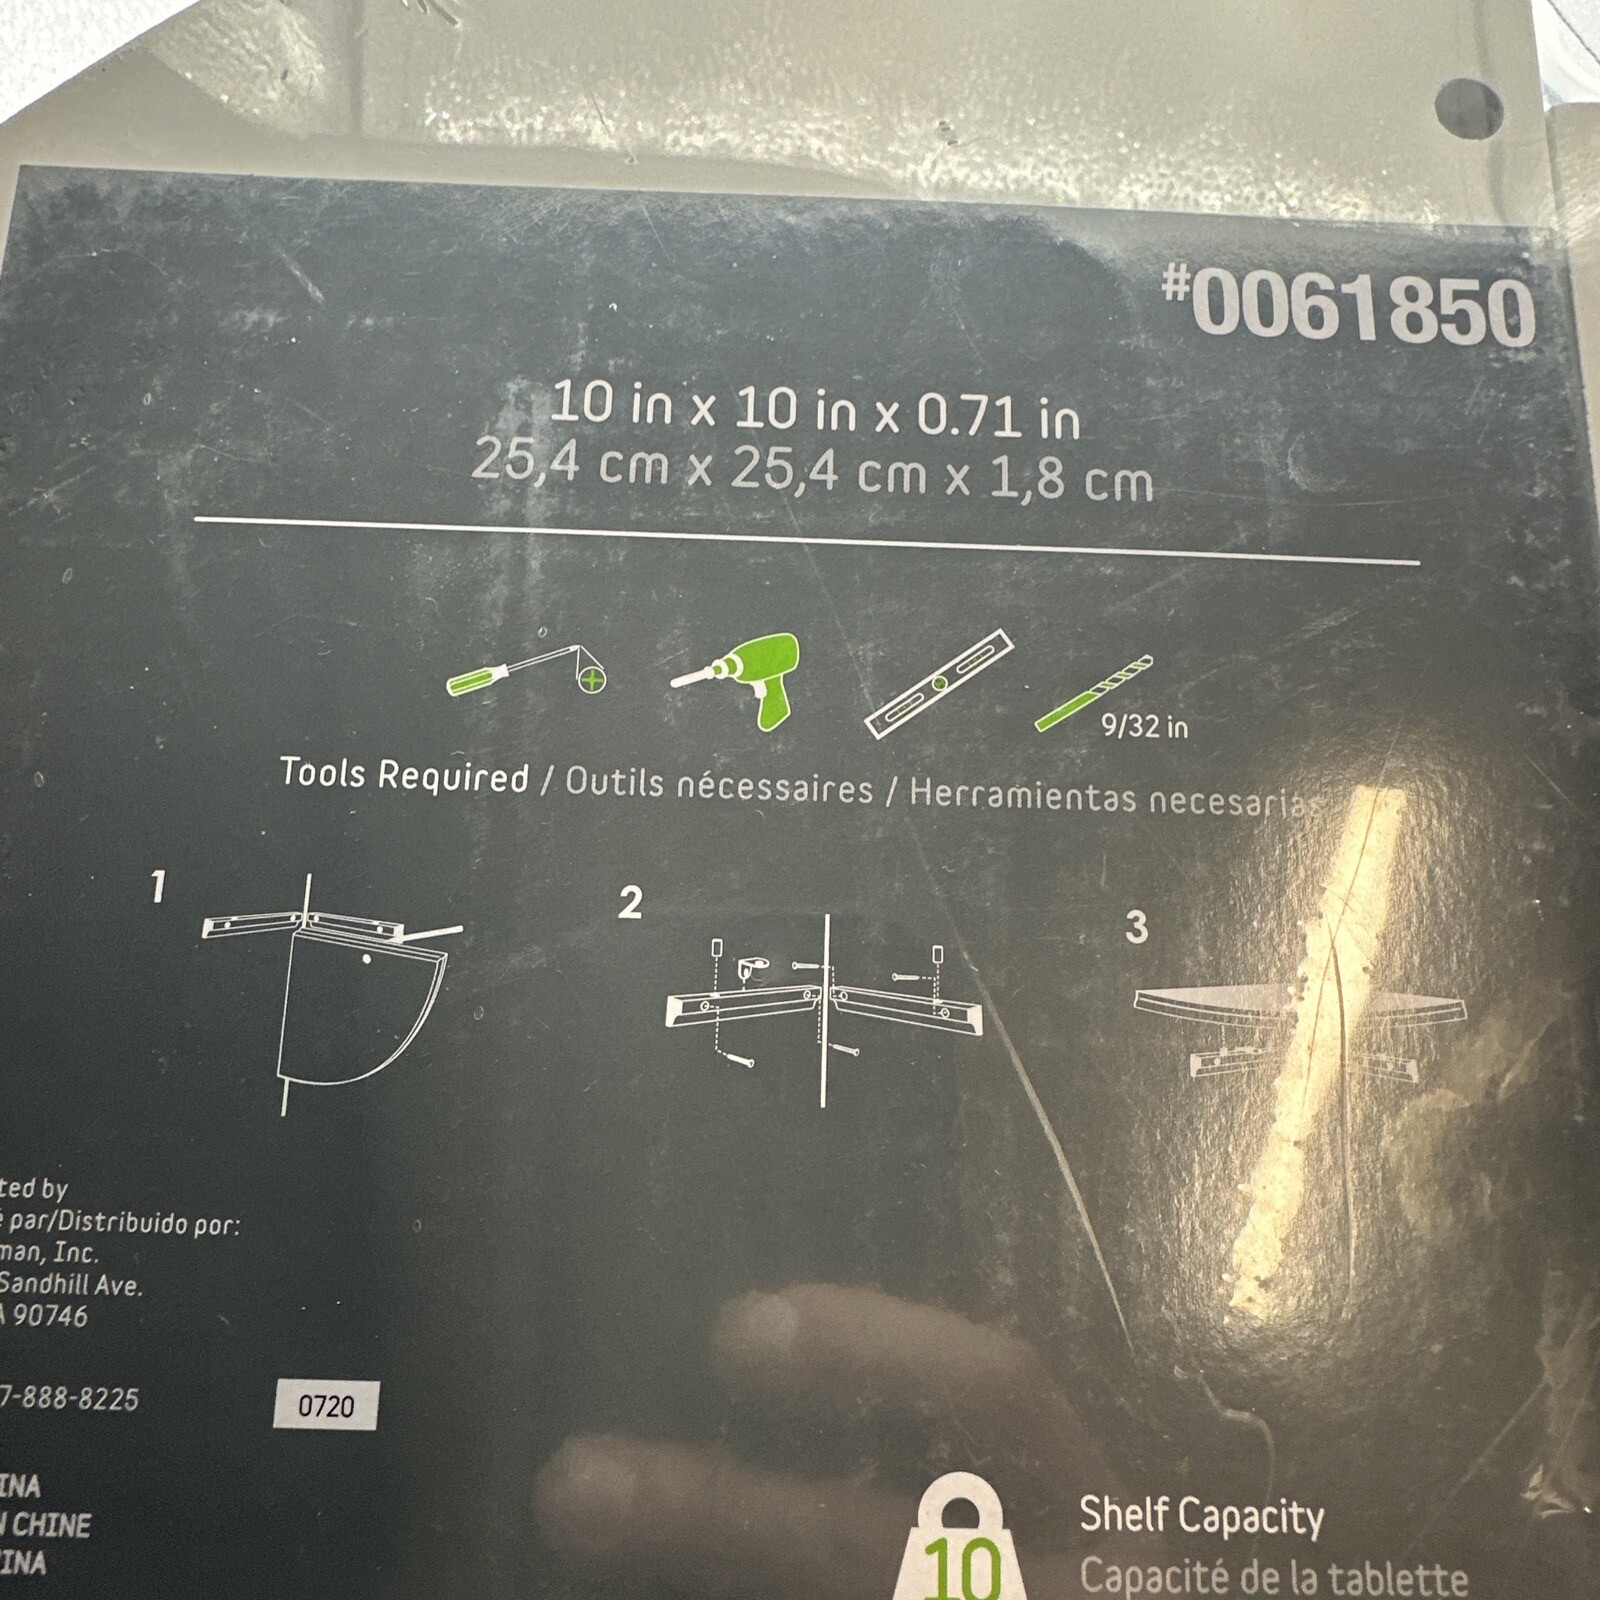 #0061850
10 in x 10 in x 0.71 in
25,4 cm x 25,4 cm x 1,8 cm
9/32 in
Tools Required / Outils nécessaires / Herramientas necesarias
1
2
3
ted by
é par/Distribuido por:
man, Inc.
Sandhill Ave.
A 90746
7-888-8225
0720
INA
N CHINE
INA
10
Shelf Capacity
Capacité de la tablette